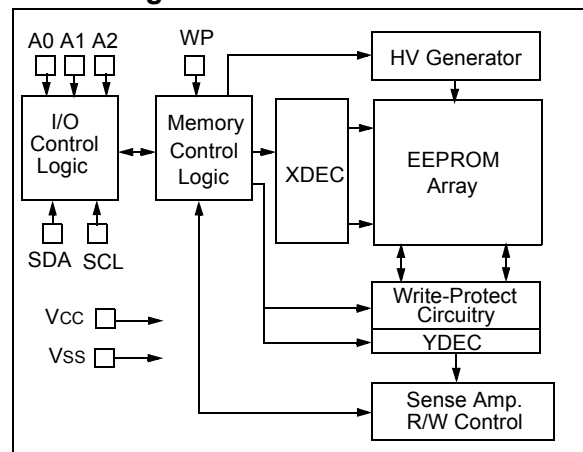 A0 A1 A2
WP
HV Generator
I/O
Control
Logic
Memory
Control
Logic
XDEC
EEPROM
Array
SDA
SCL
Write-Protect
Circuitry
YDEC
VCC
VSS
Sense Amp.
R/W Control